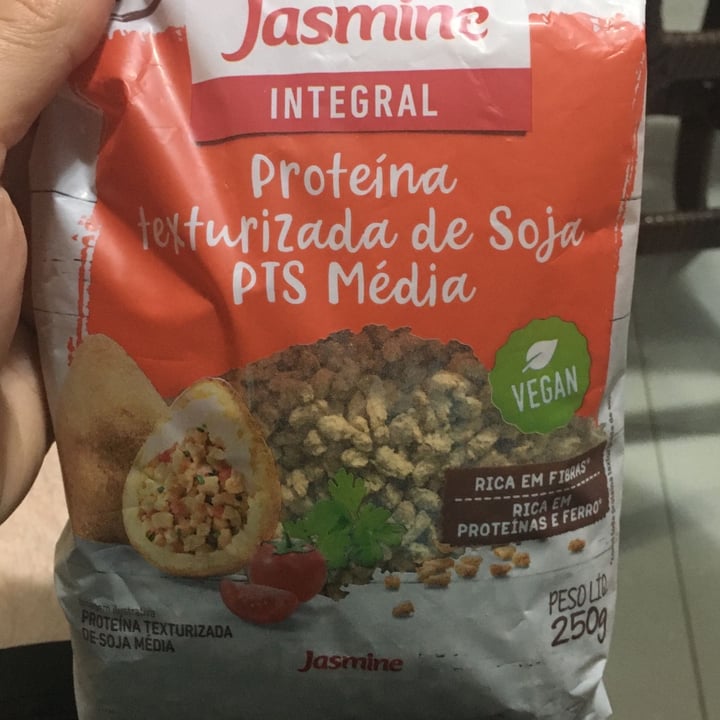 Jasmine
INTEGRAL
Proteína
texturizada de Soja
PTS Média
VEGAN
RICA EM FIBRAS*
RICA EM
PROTEÍNAS E FERRO*
PESO LÍQ.
250g
PROTEÍNA TEXTURIZADA
DE SOJA MÉDIA
Jasmine